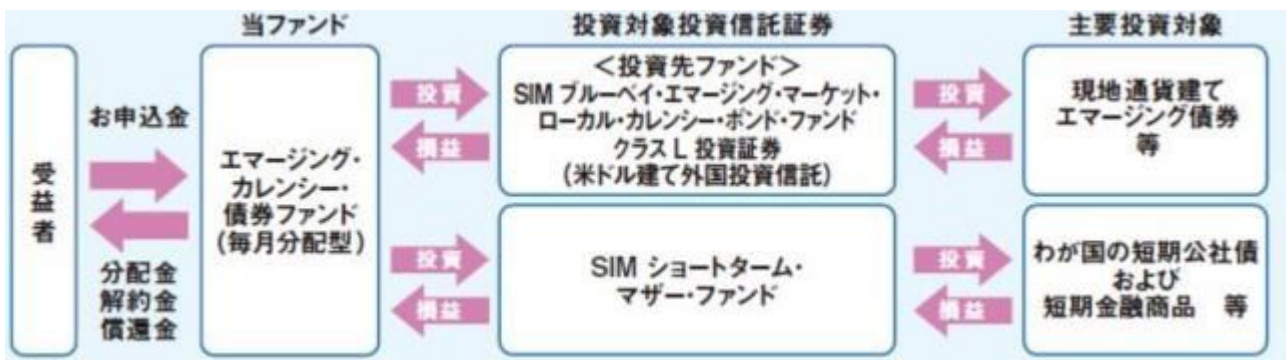 当ファンド
投資対象投資信託証券
主要投資対象
受益者
お申込金
分配金
解約金
償還金
エマージング・
カレンシー・
債券ファンド
(毎月分配型)
投資
損益
<投資先ファンド>
SIM ブルーベイ・エマージング・マーケット・
ローカル・カレンシー・ボンド・ファンド
クラス L 投資証券
(米ドル建て外国投資信託)
投資
損益
現地通貨建て
エマージング債券
等
投資
損益
SIM ショートターム・
マザー・ファンド
投資
損益
わが国の短期公社債
および
短期金融商品 等